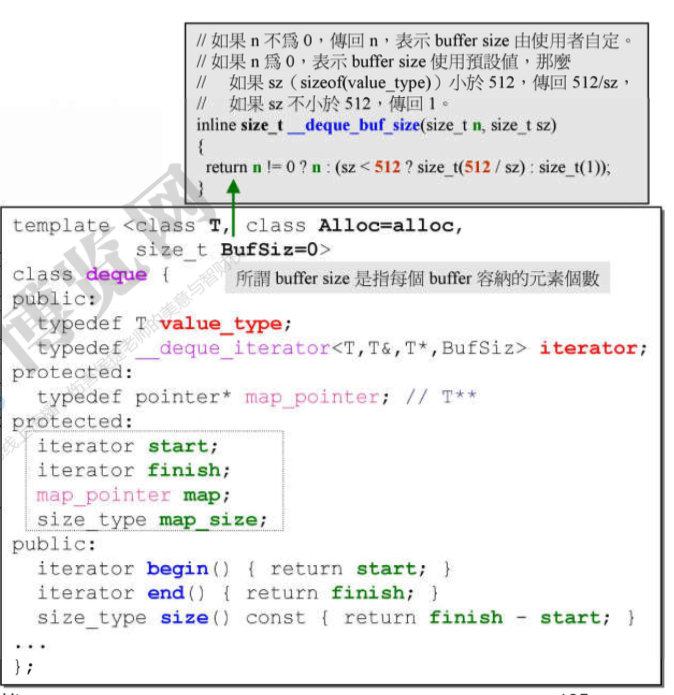 // 如果 n 不為 0，傳回 n，表示 buffer size 由使用者自定。
// 如果 n 為 0，表示 buffer size 使用預設值，那麼
//    如果 sz（sizeof(value_type)）小於 512，傳回 512/sz，
//    如果 sz 不小於 512，傳回 1。
inline size_t __deque_buf_size(size_t n, size_t sz)
{
  return n != 0 ? n : (sz < 512 ? size_t(512 / sz) : size_t(1));
}
template <class T, class Alloc=alloc,
          size_t BufSiz=0>
class deque {
所謂 buffer size 是指每個 buffer 容納的元素個數
public:
  typedef T value_type;
  typedef __deque_iterator<T,T&,T*,BufSiz> iterator;
protected:
  typedef pointer* map_pointer; // T**
protected:
  iterator start;
  iterator finish;
  map_pointer map;
  size_type map_size;
public:
  iterator begin() { return start; }
  iterator end() { return finish; }
  size_type size() const { return finish - start; }
...
};
博览网